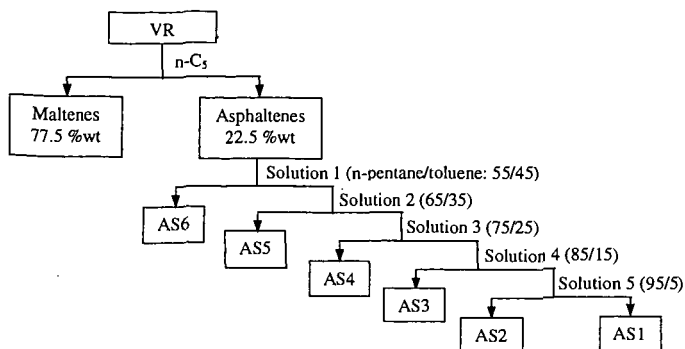 VR
n-C₅
Maltenes
77.5 %wt
Asphaltenes
22.5 %wt
Solution 1 (n-pentane/toluene: 55/45)
AS6
Solution 2 (65/35)
AS5
Solution 3 (75/25)
AS4
Solution 4 (85/15)
AS3
Solution 5 (95/5)
AS2
AS1